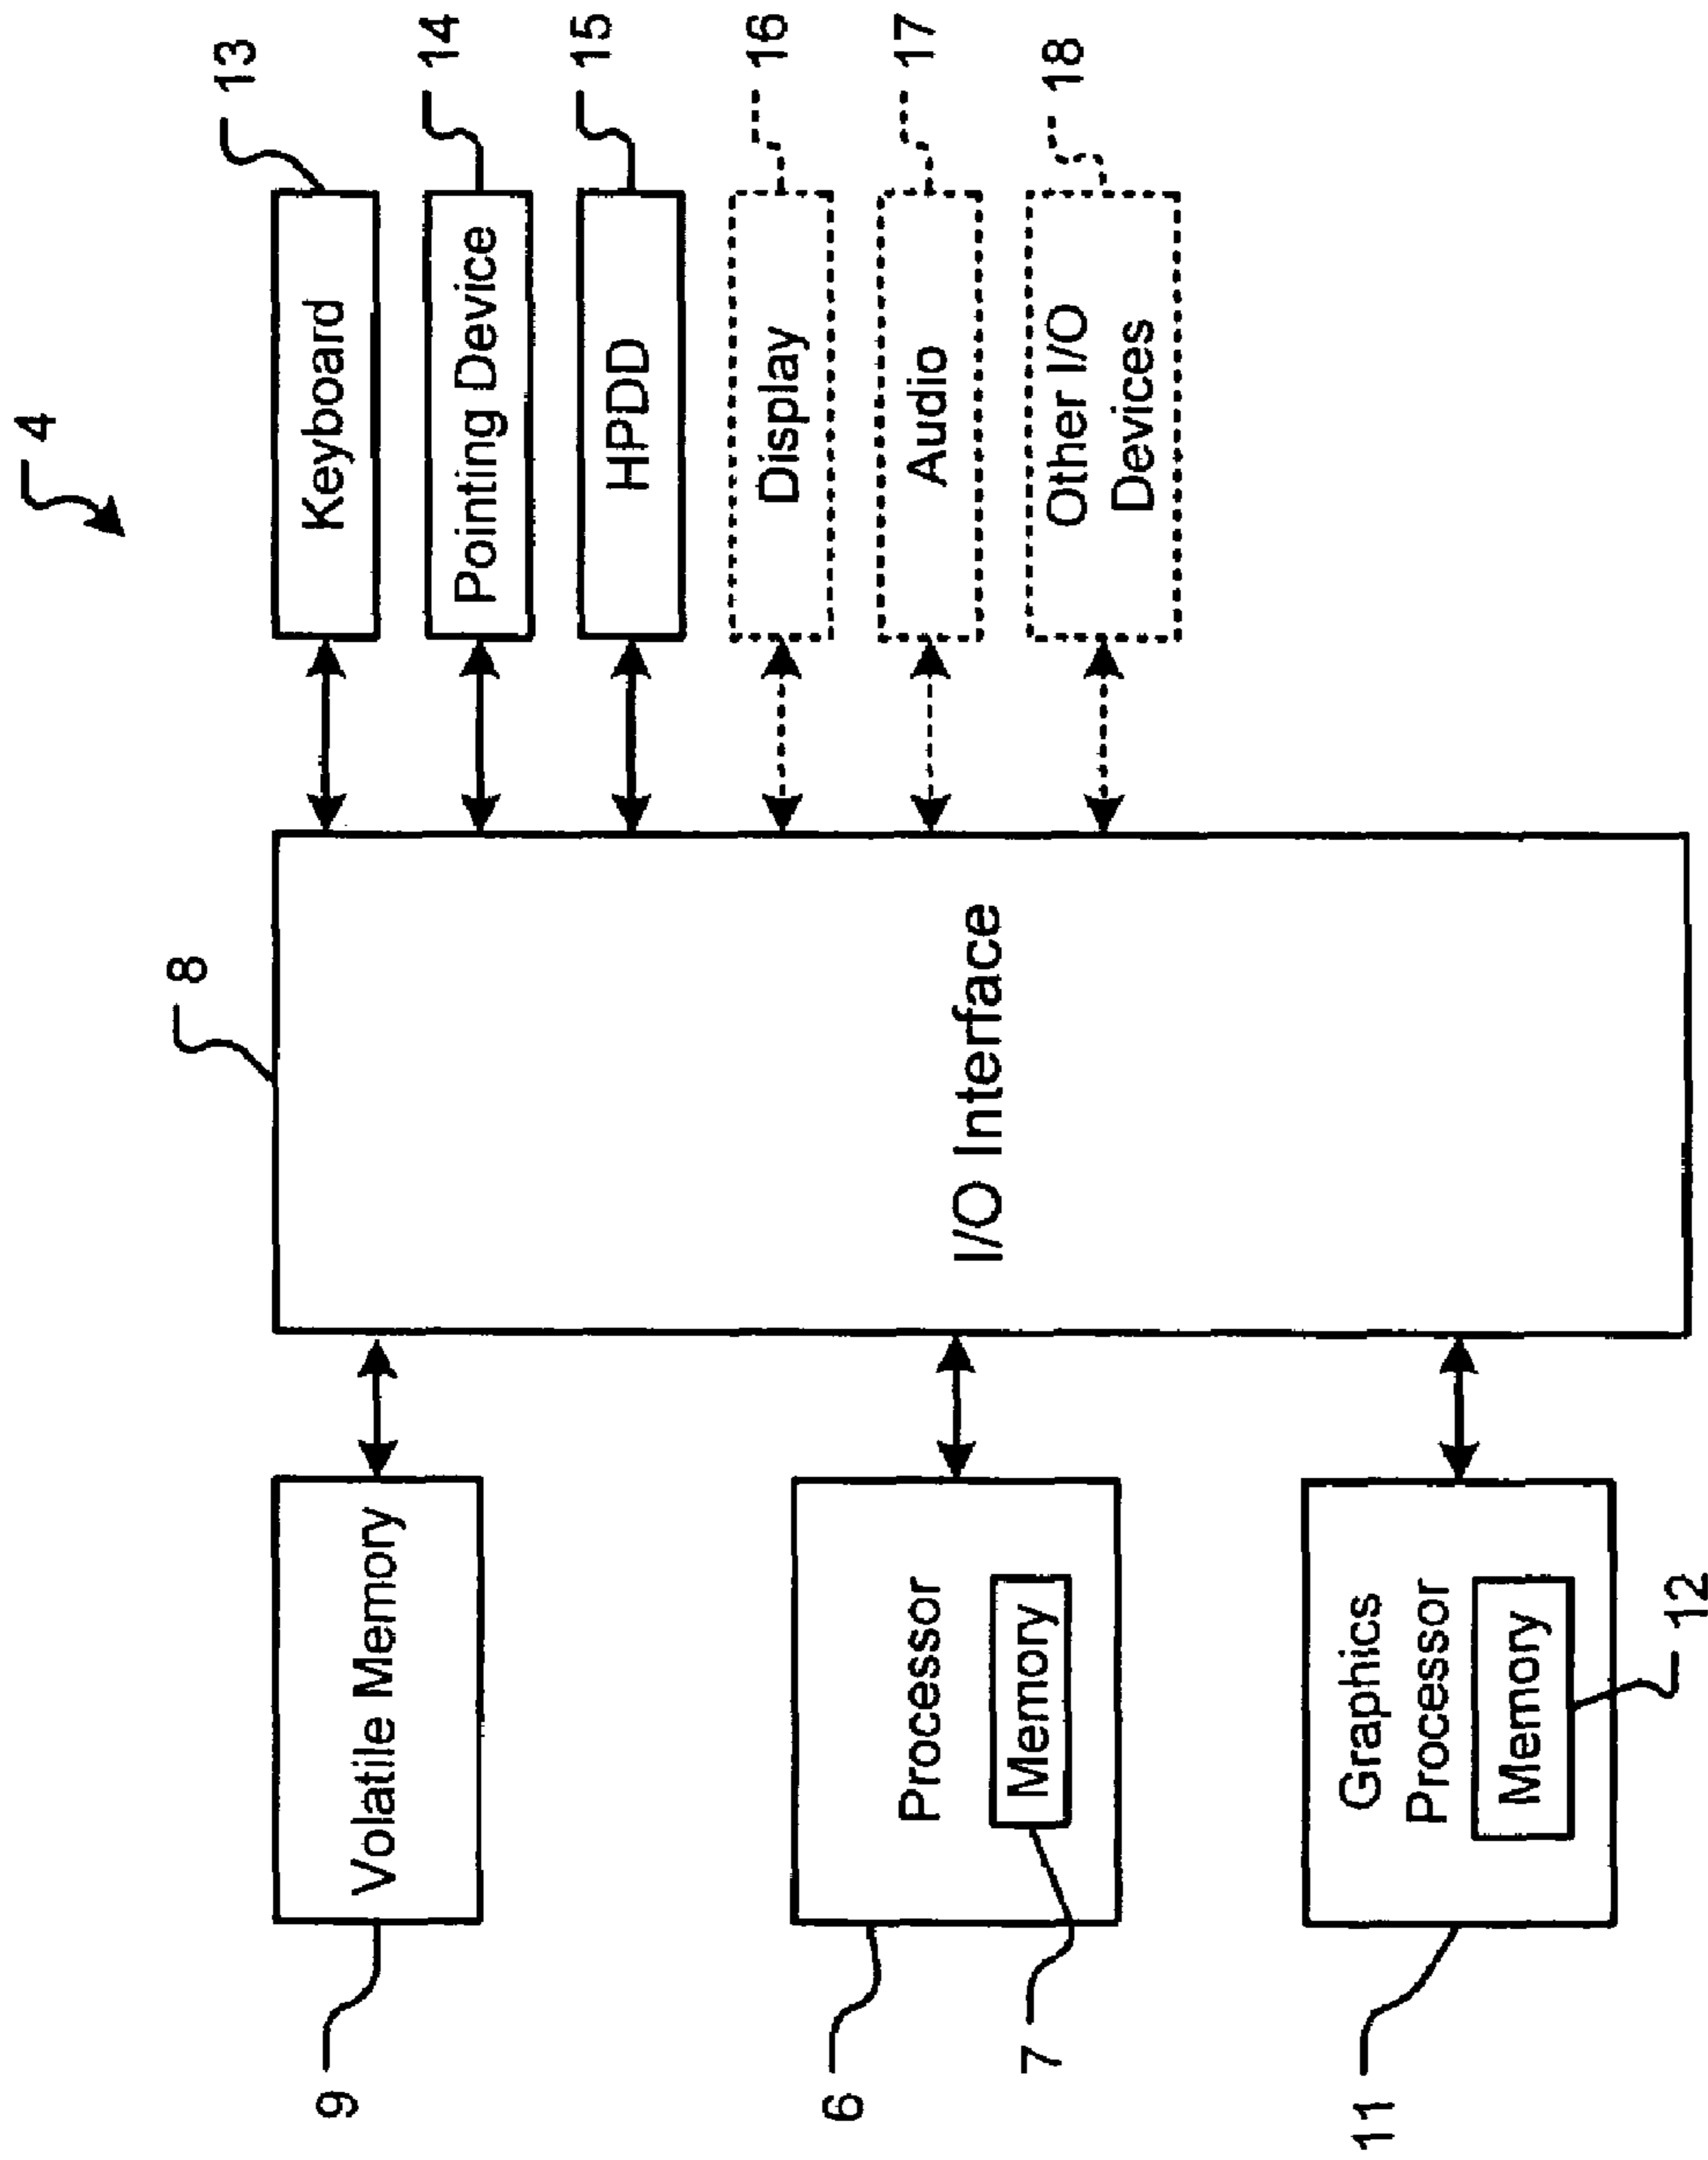 4
8
13
Keyboard
14
Pointing Device
15
HPDD
16
Display
17
Audio
18
Other I/O
Devices
I/O Interface
9
Volatile Memory
6
Processor
7
Memory
11
Graphics
Processor
Memory
12